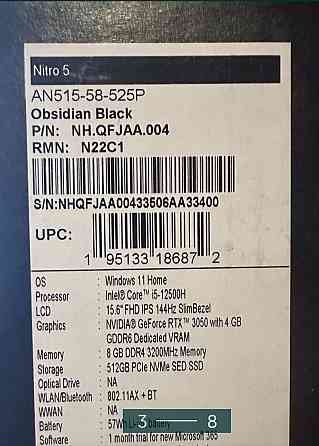 Nitro 5
AN515-58-525P
Obsidian Black
P/N: NH.QFJAA.004
RMN: N22C1
S/N:NHQFJAA00433506AA33400
UPC:
1 95133 18687 2
OS : Windows 11 Home
Processor : Intel® Core™ i5-12500H
LCD : 15.6" FHD IPS 144Hz SlimBezel
Graphics : NVIDIA® GeForce RTX™ 3050 with 4 GB
GDDR6 Dedicated VRAM
Memory : 8 GB DDR4 3200MHz Memory
Storage : 512GB PCIe NVMe SED SSD
Optical Drive : NA
WLAN/Bluetooth : 802.11AX + BT
WWAN : NA
3 — 8
Battery : 57Wh Li-
Software : 1 month trial for new Microsoft 365